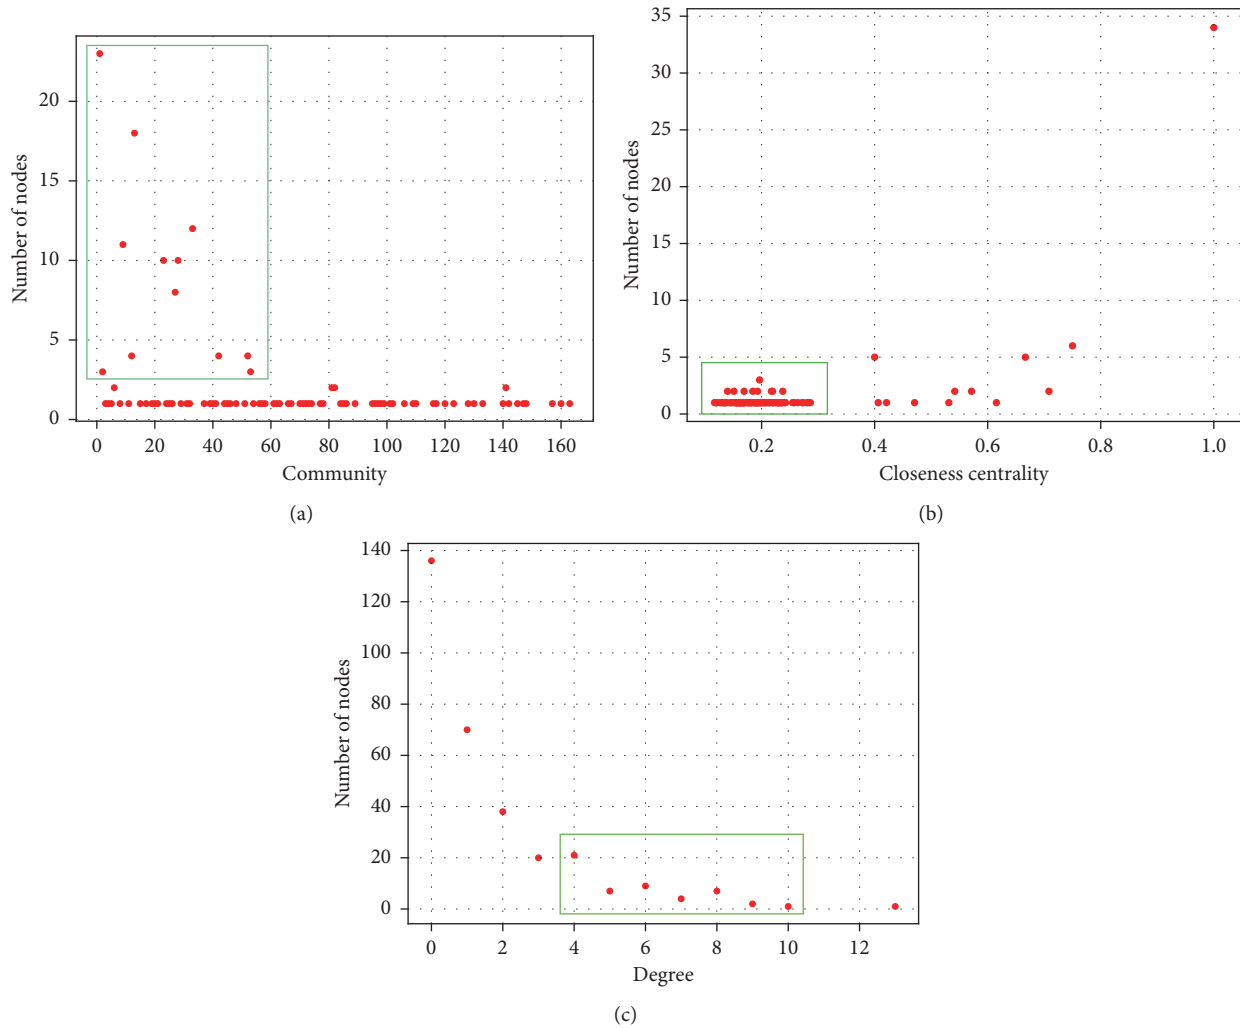 Number of nodes
20
15
10
5
0
0 20 40 60 80 100 120 140 160
Community
(a)
Number of nodes
35
30
25
20
15
10
5
0
0.2 0.4 0.6 0.8 1.0
Closeness centrality
(b)
Number of nodes
140
120
100
80
60
40
20
0
0 2 4 6 8 10 12
Degree
(c)